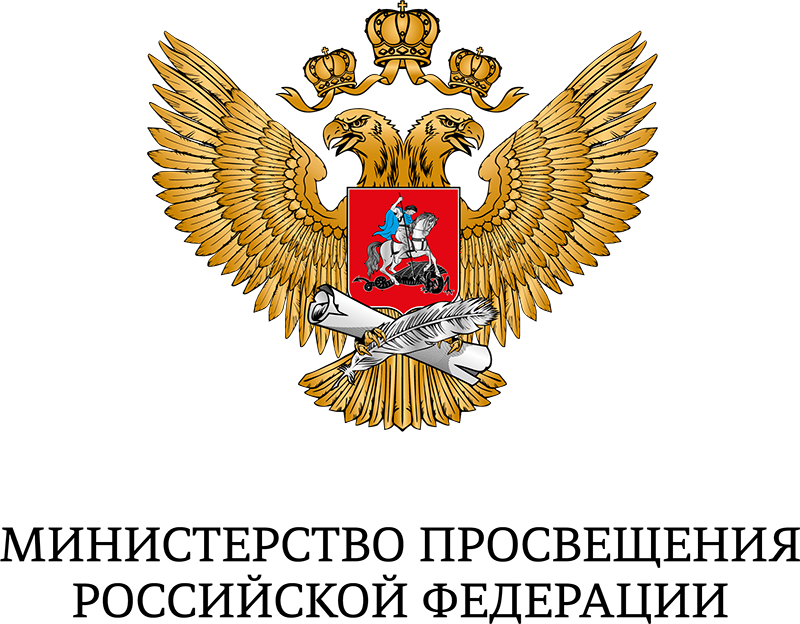 МИНИСТЕРСТВО ПРОСВЕЩЕНИЯ
РОССИЙСКОЙ ФЕДЕРАЦИИ